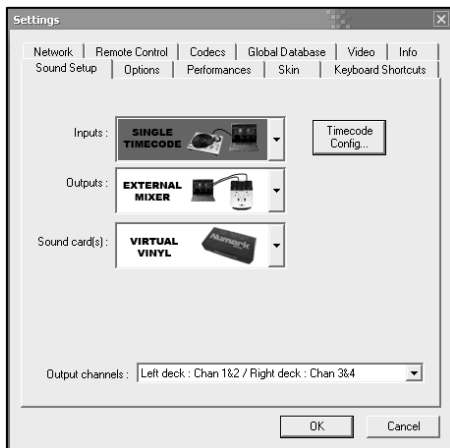 Settings
Network Remote Control Codecs Global Database Video Info
Sound Setup Options Performances Skin Keyboard Shortcuts
Inputs :
SINGLE
TIMECODE
Timecode
Config...
Outputs :
EXTERNAL
MIXER
Sound card(s) :
VIRTUAL
VINYL
Numark
Output channels : Left deck : Chan 1&2 / Right deck : Chan 3&4
OK Cancel